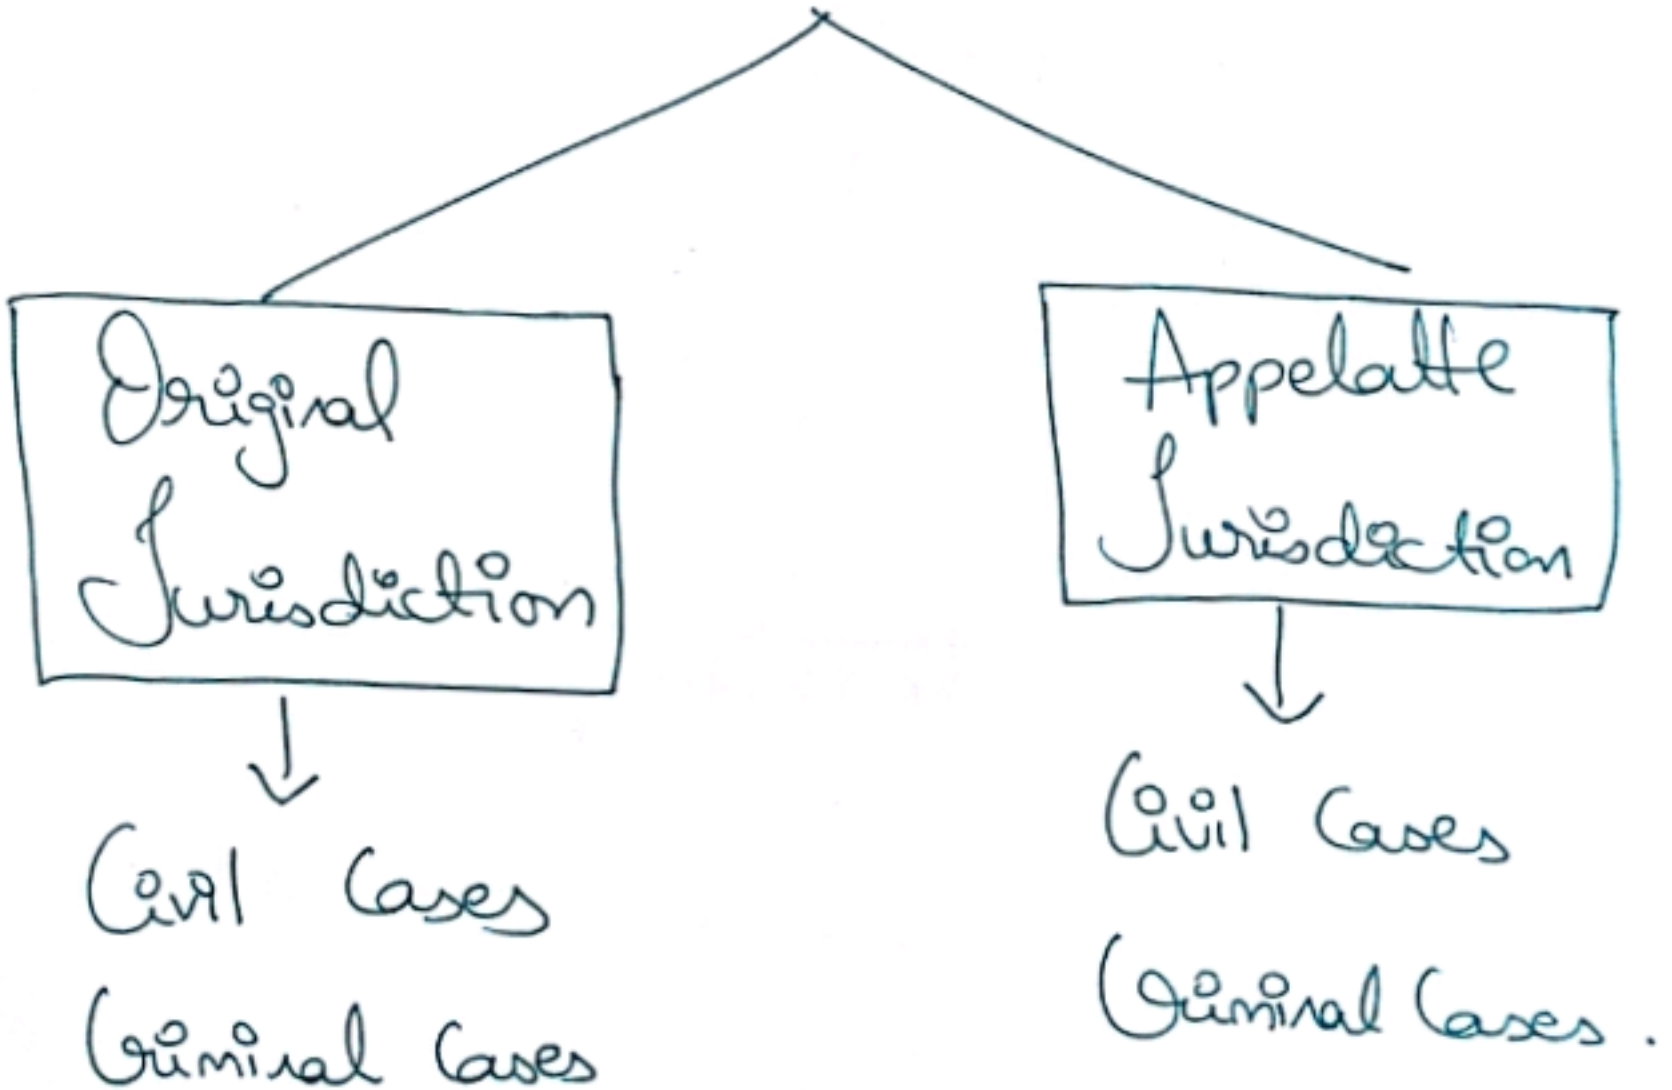 Original
Jurisdiction
Civil Cases
Criminal Cases
Appelatte
Jurisdiction
Civil Cases
Criminal Cases.